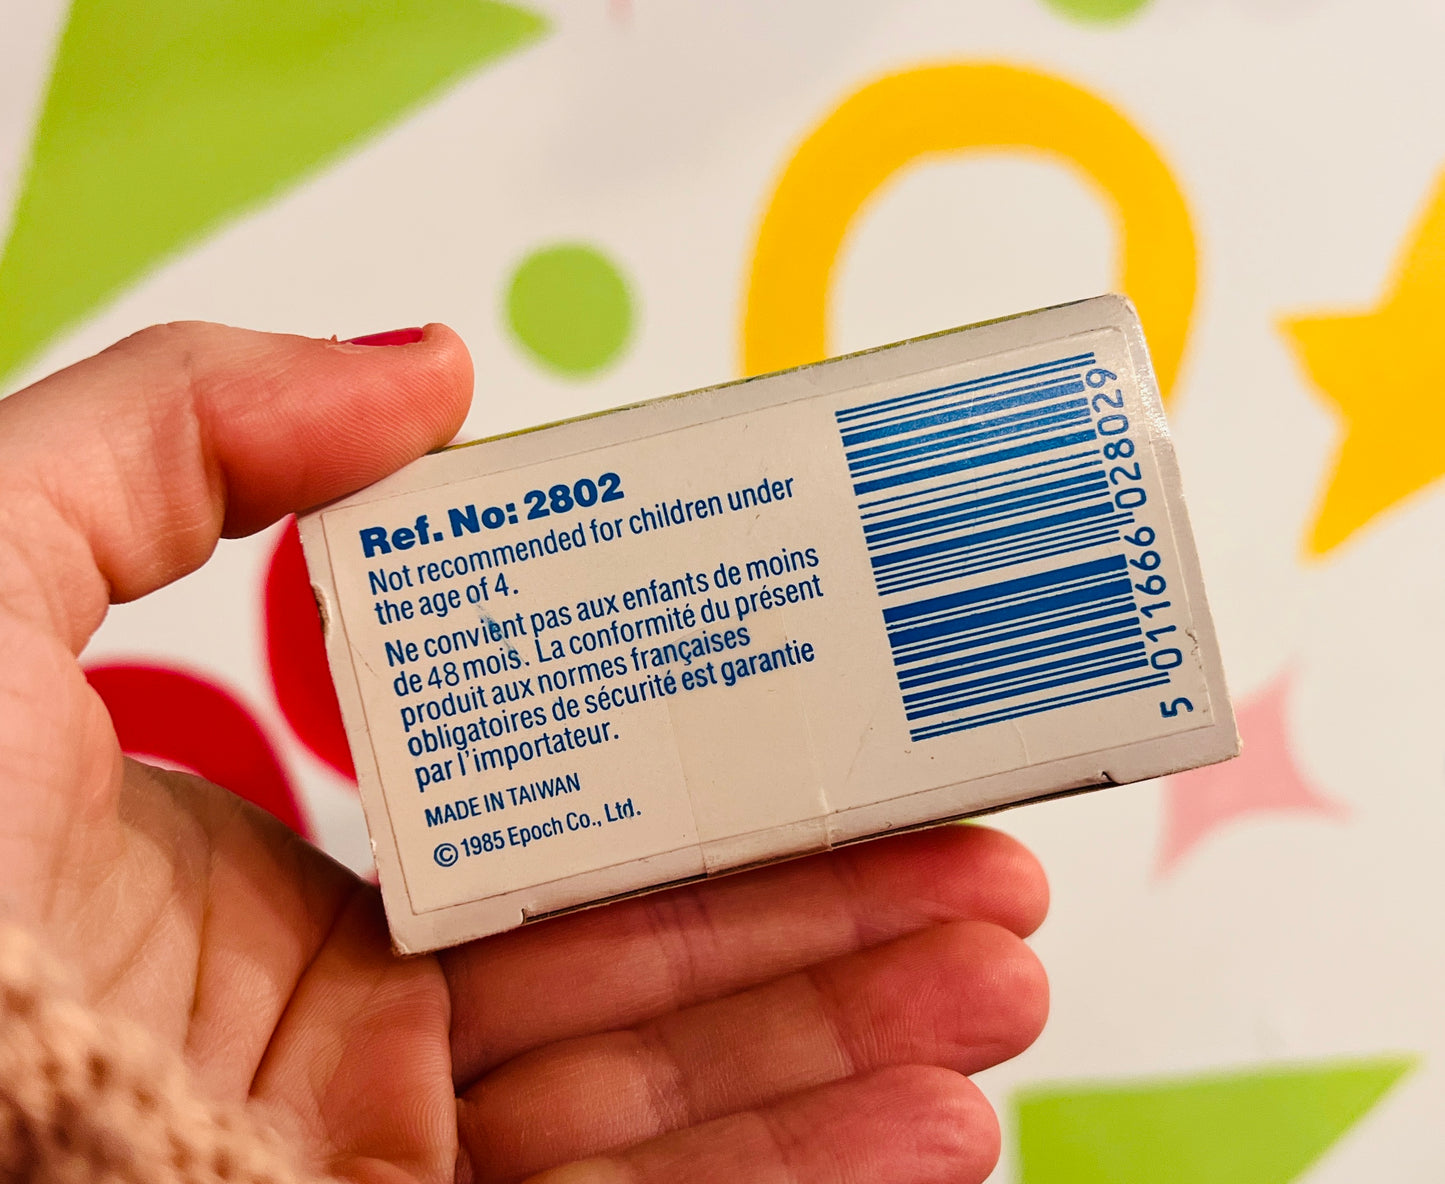 Ref. No: 2802
Not recommended for children under
the age of 4.
Ne convient pas aux enfants de moins
de 48 mois. La conformité du présent
produit aux normes françaises
obligatoires de sécurité est garantie
par l'importateur.
MADE IN TAIWAN
© 1985 Epoch Co., Ltd.
5 011666 028029